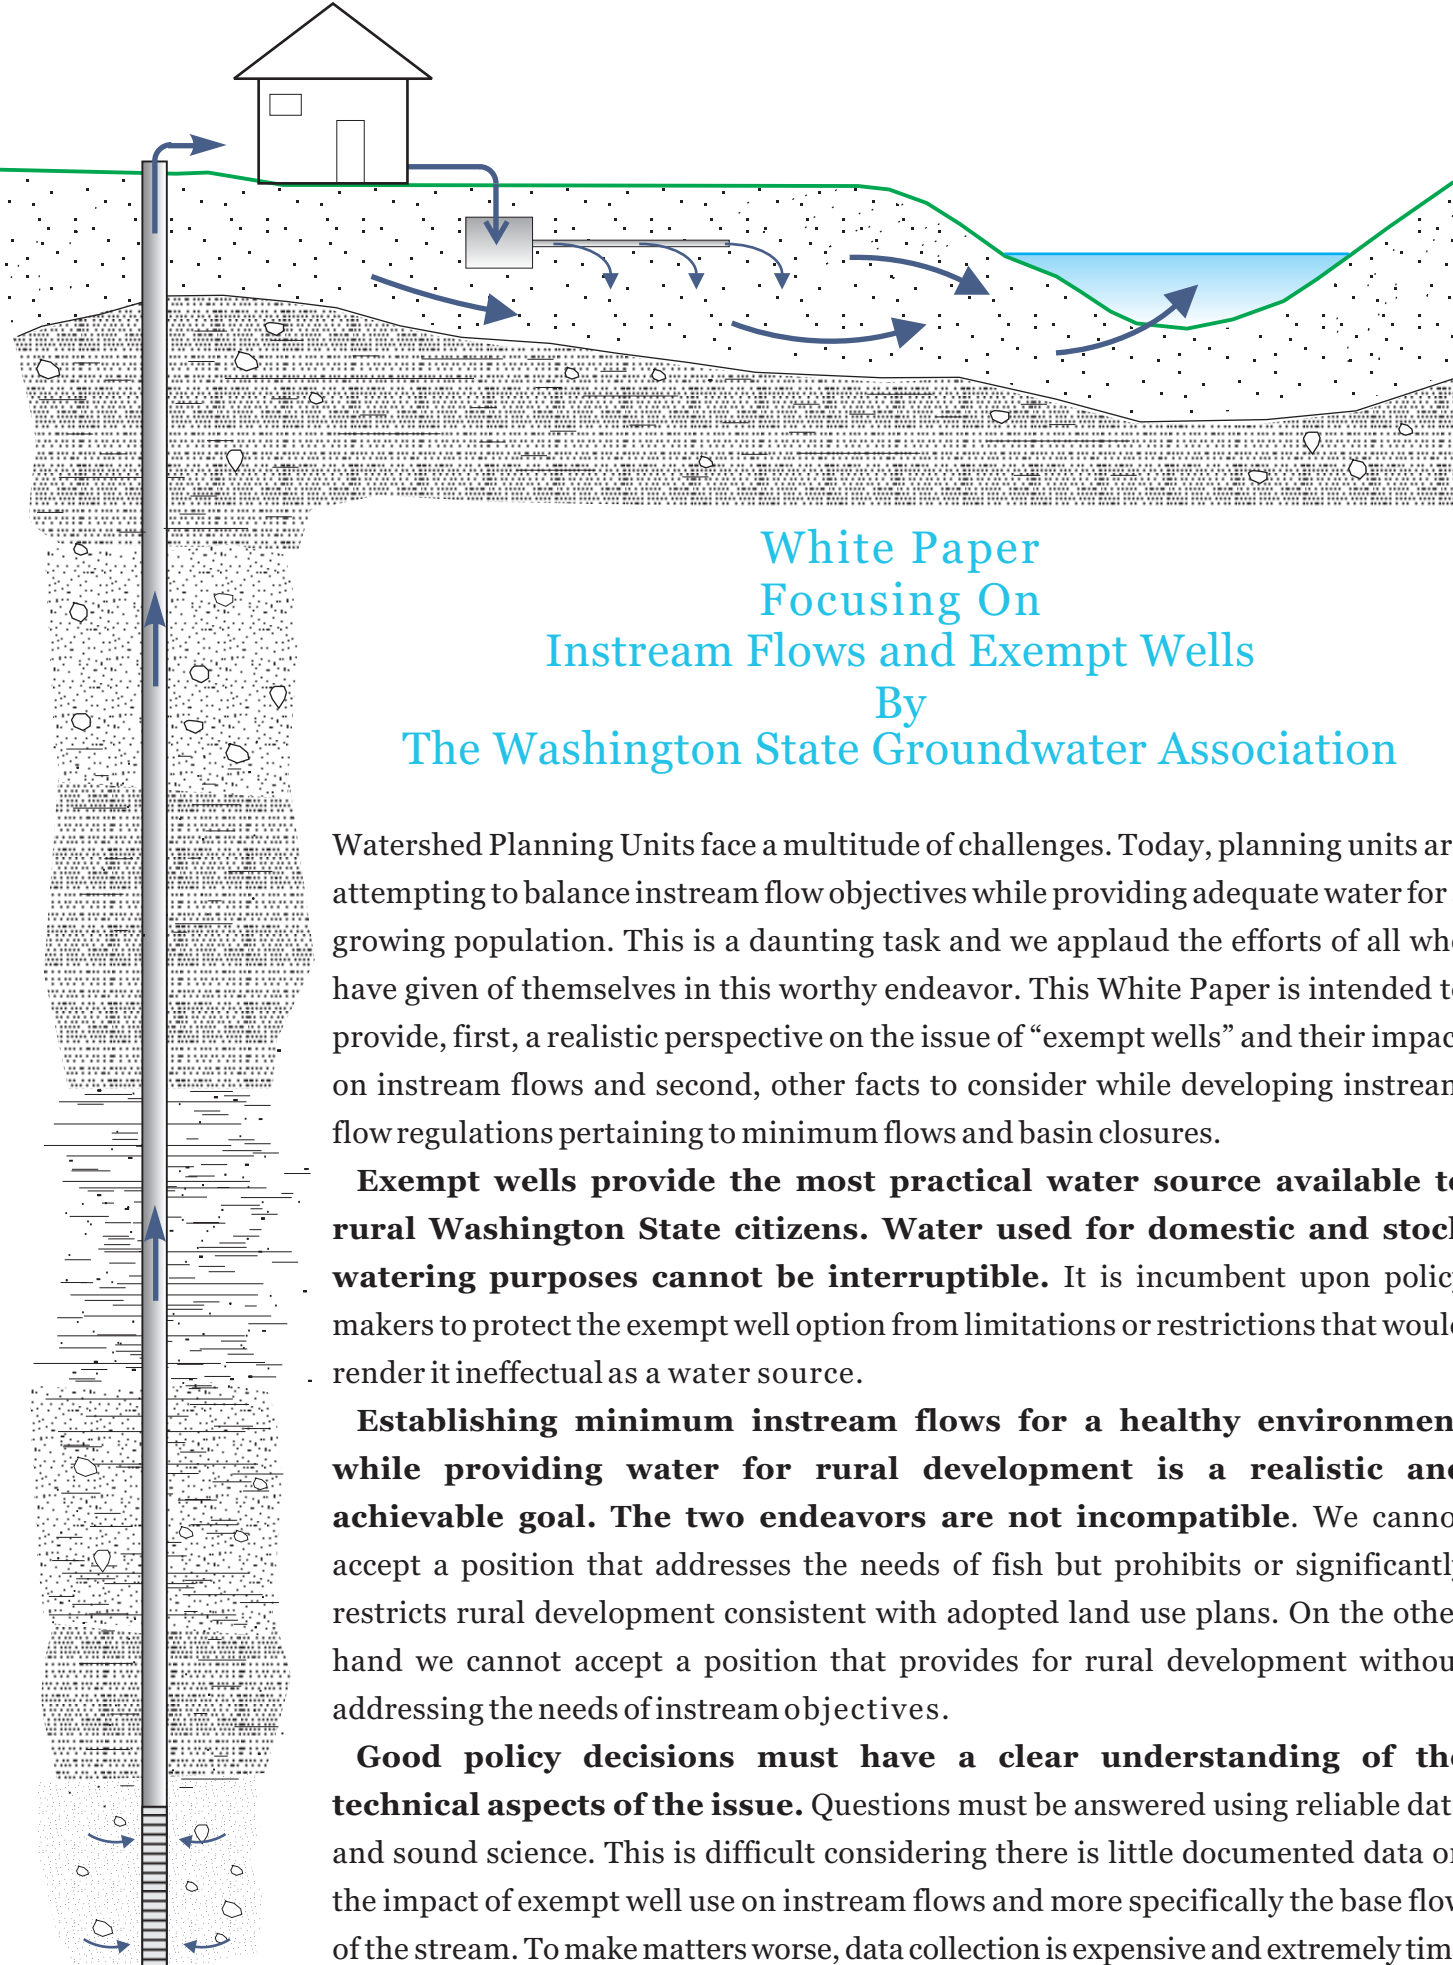 White Paper
Focusing On
Instream Flows and Exempt Wells
By
The Washington State Groundwater Association
Watershed Planning Units face a multitude of challenges. Today, planning units ar
attempting to balance instream flow objectives while providing adequate water for
growing population. This is a daunting task and we applaud the efforts of all who
have given of themselves in this worthy endeavor. This White Paper is intended to
provide, first, a realistic perspective on the issue of “exempt wells” and their impac
on instream flows and second, other facts to consider while developing instream
flow regulations pertaining to minimum flows and basin closures.
Exempt wells provide the most practical water source available to
rural Washington State citizens. Water used for domestic and stock
watering purposes cannot be interruptible. It is incumbent upon policy
makers to protect the exempt well option from limitations or restrictions that would
render it ineffectual as a water source.
Establishing minimum instream flows for a healthy environmen
while providing water for rural development is a realistic and
achievable goal. The two endeavors are not incompatible. We canno
accept a position that addresses the needs of fish but prohibits or significantly
restricts rural development consistent with adopted land use plans. On the othe
hand we cannot accept a position that provides for rural development withou
addressing the needs of instream objectives.
Good policy decisions must have a clear understanding of the
technical aspects of the issue. Questions must be answered using reliable dat
and sound science. This is difficult considering there is little documented data on
the impact of exempt well use on instream flows and more specifically the base flow
of the stream. To make matters worse, data collection is expensive and extremely tim